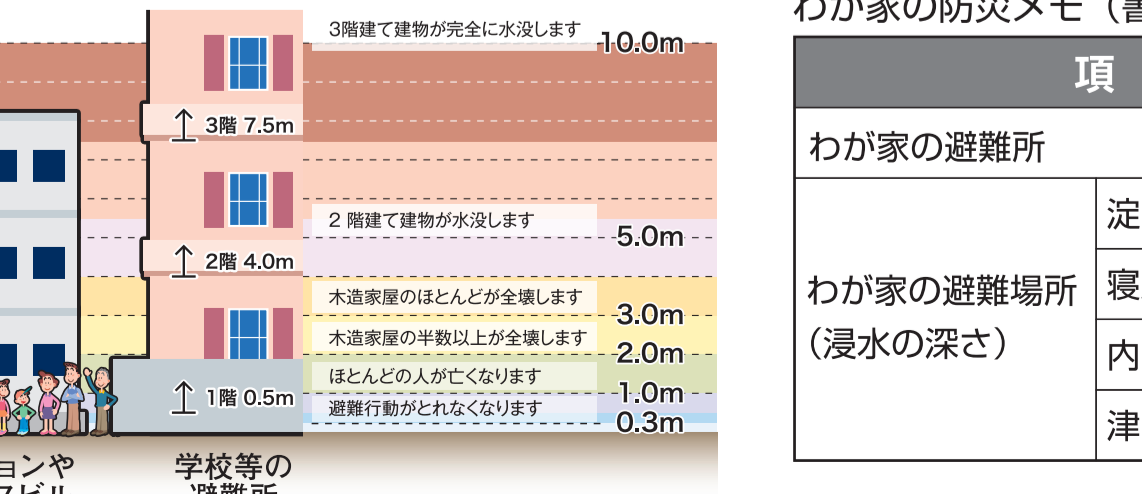 3階建て建物が完全に水没します
10.0m
3階 7.5m
2 階建て建物が水没します
5.0m
2階 4.0m
木造家屋のほとんどが全壊します
3.0m
木造家屋の半数以上が全壊します
2.0m
ほとんどの人が亡くなります
1階 0.5m
1.0m
避難行動がとれなくなります
0.3m
ョンや
学校等の
避難所
わが家の防災メモ（
項
わが家の避難所
わが家の避難場所
（浸水の深さ）
淀
寝
内
津